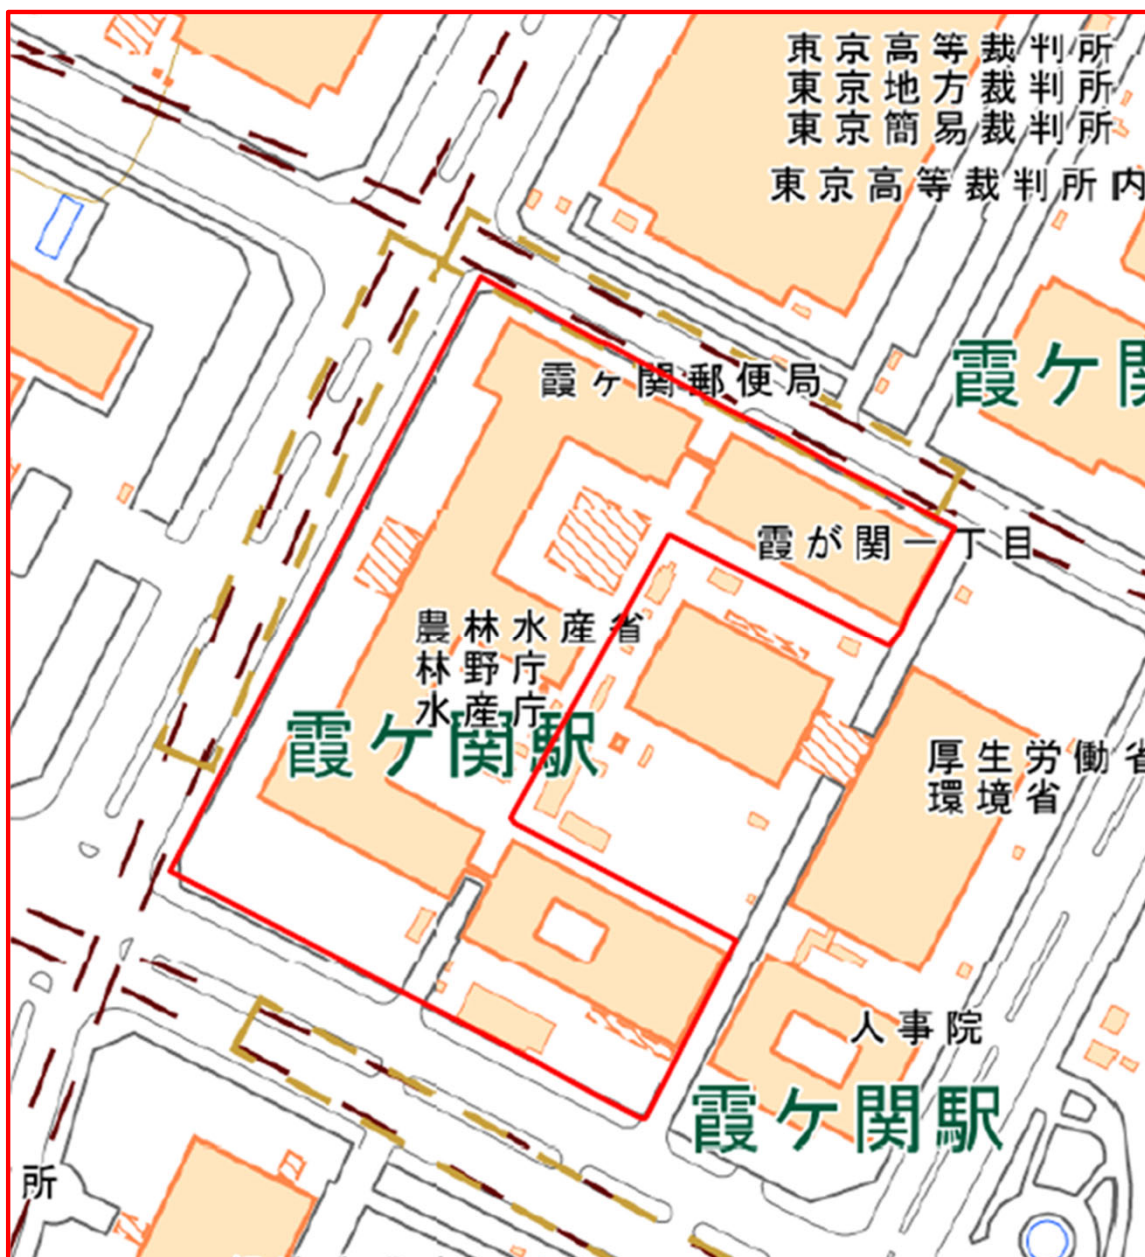 東京高等裁判所
東京地方裁判所
東京簡易裁判所
東京高等裁判所内
霞ケ関
霞ヶ関郵便局
霞が関一丁目
農林水産省
林野庁
水産庁
霞ケ関駅
厚生労働省
環境省
人事院
霞ケ関駅
所